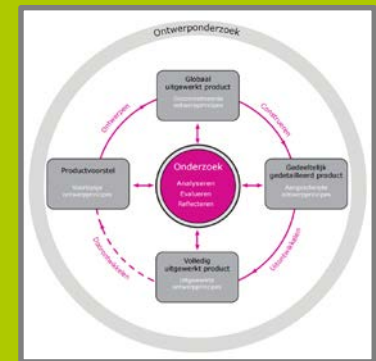 Ontwerponderzoek
Globaal
uitgewerkt product
Ontwerpen
Construeren
Productvoorstel
Onderzoek
Analyseren
Evalueren
Reflecteren
Gedeeltelijk
gedetailleerd product
Doorontwikkelen
Uitontwikkelen
Volledig
uitgewerkt product